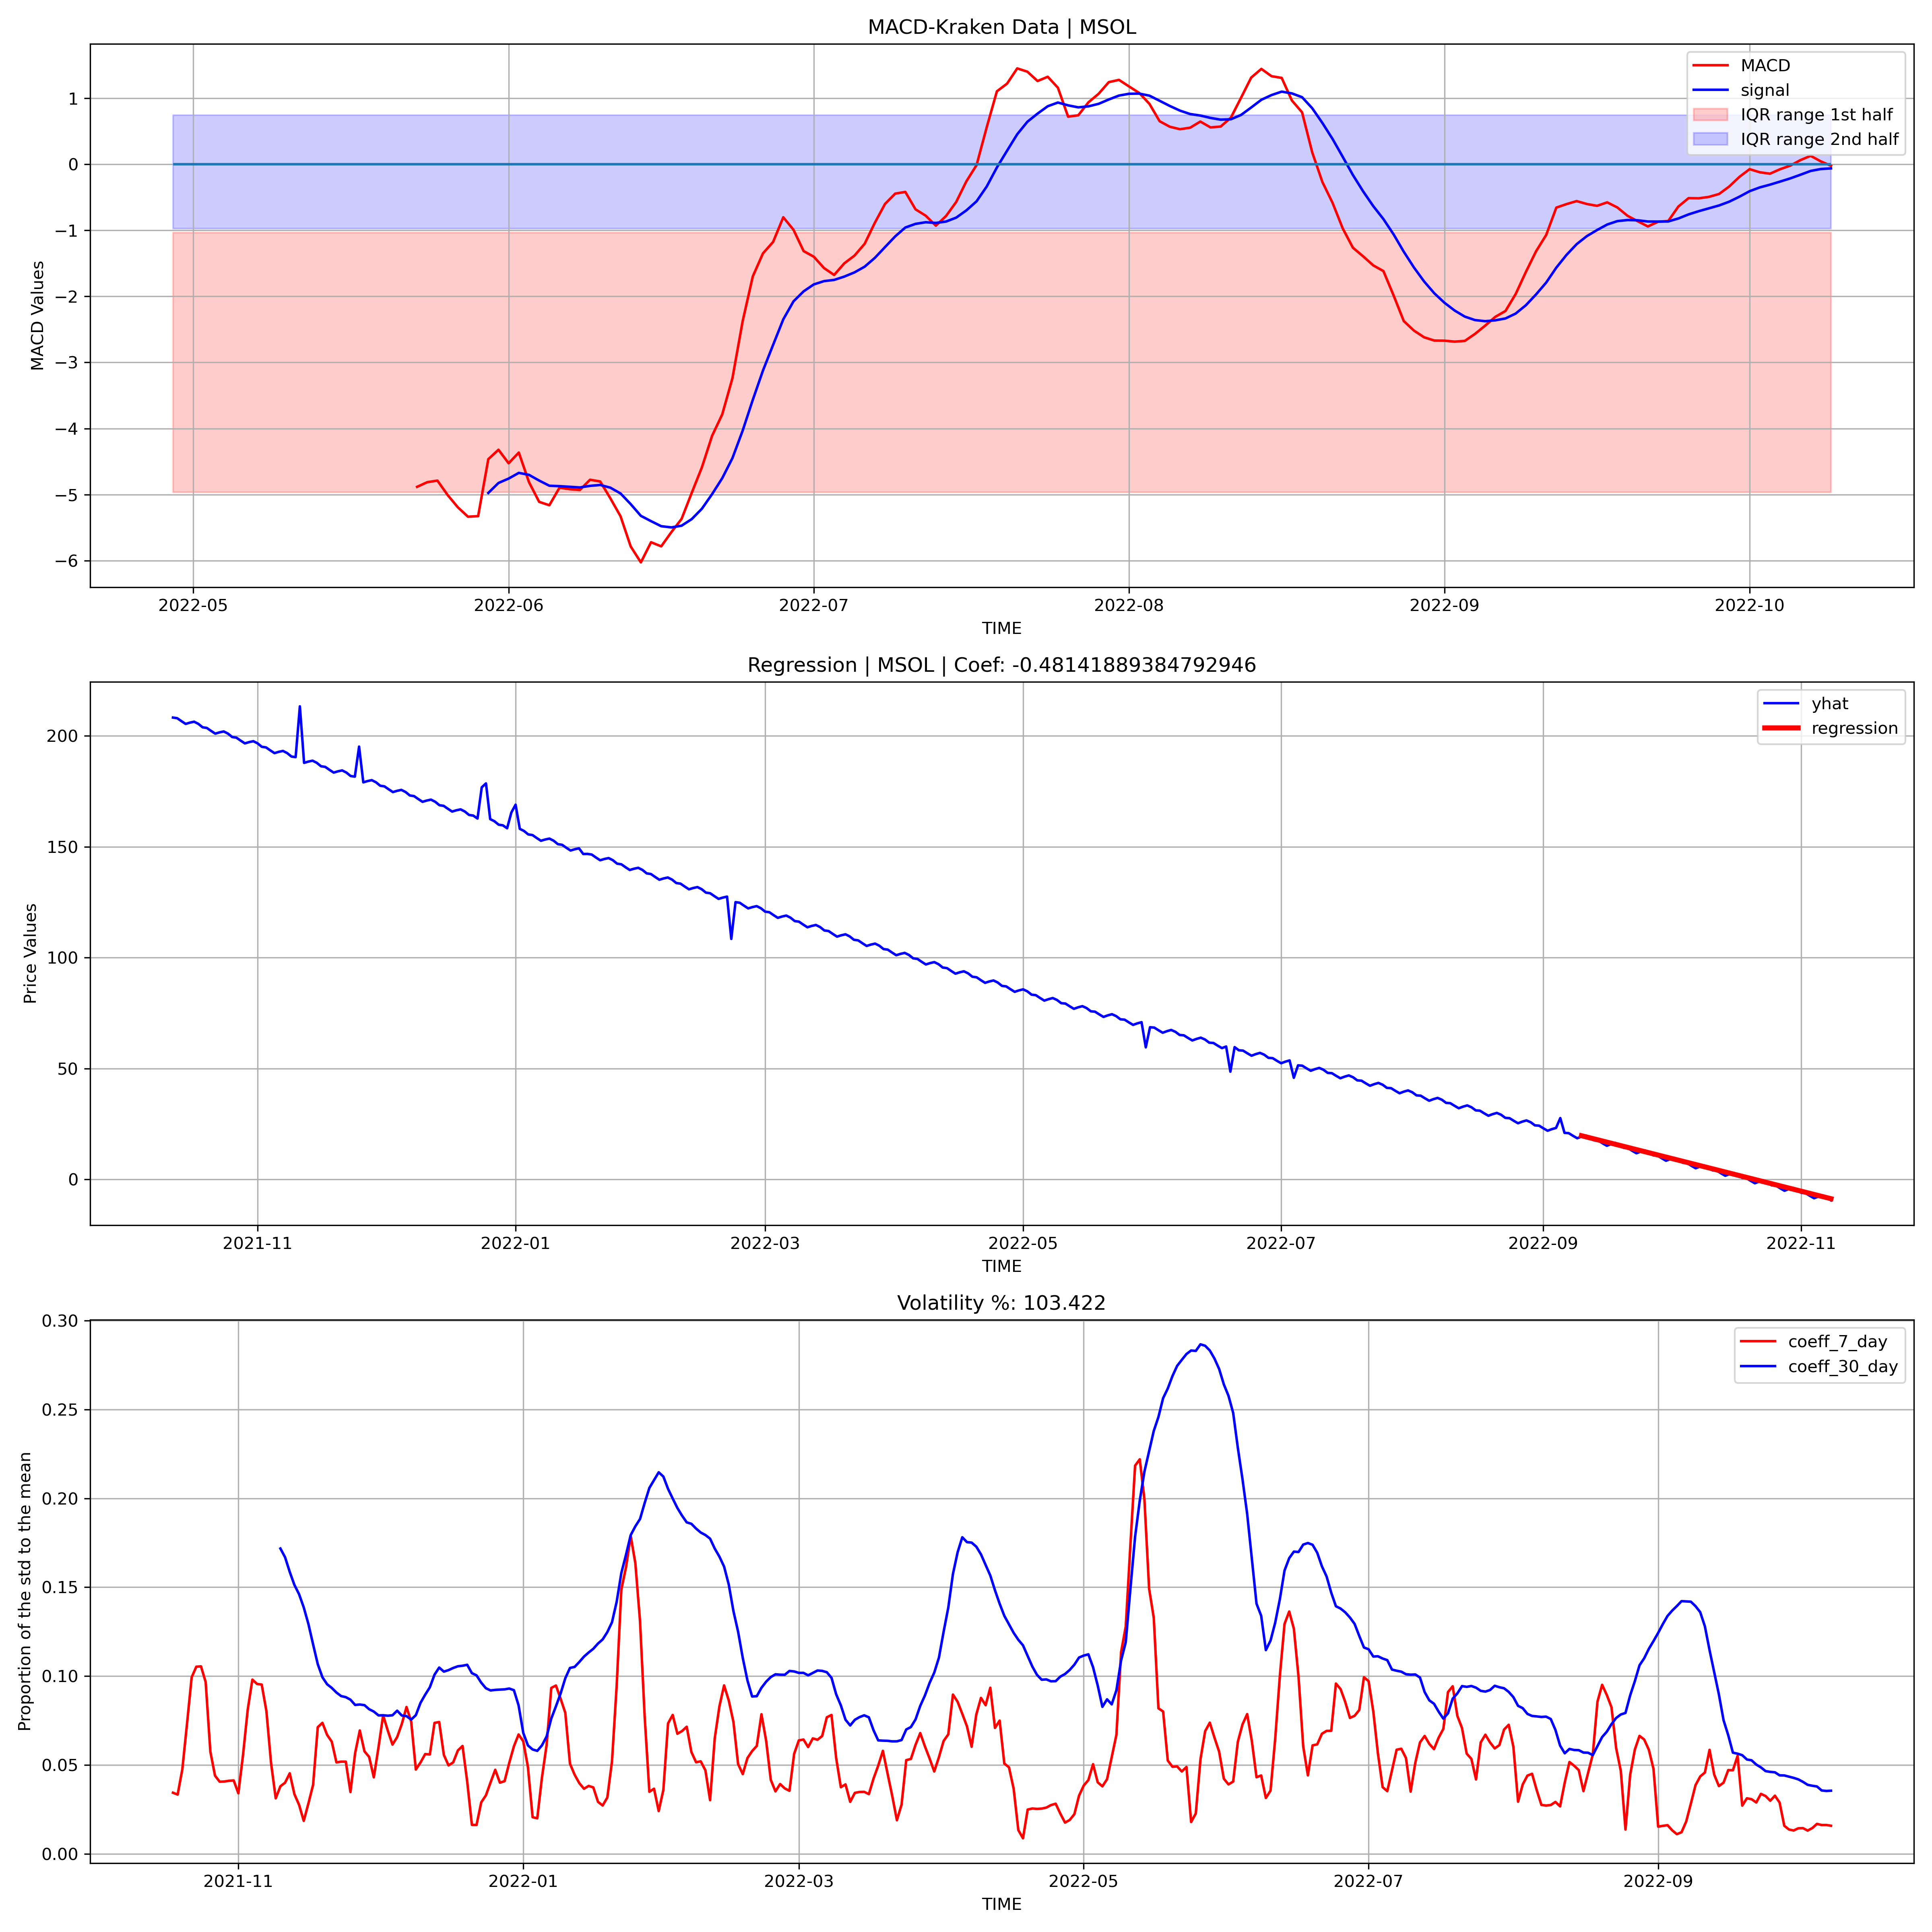 MACD-Kraken Data | MSOL
MACD Values
1
0
−1
−2
−3
−4
−5
−6
MACD
signal
IQR range 1st half
IQR range 2nd half
2022-05 2022-06 2022-07 2022-08 2022-09 2022-10
TIME
Regression | MSOL | Coef: -0.48141889384792946
Price Values
200
150
100
50
0
yhat
regression
2021-11 2022-01 2022-03 2022-05 2022-07 2022-09 2022-11
TIME
Volatility %: 103.422
Proportion of the std to the mean
0.30
0.25
0.20
0.15
0.10
0.05
0.00
coeff_7_day
coeff_30_day
2021-11 2022-01 2022-03 2022-05 2022-07 2022-09
TIME